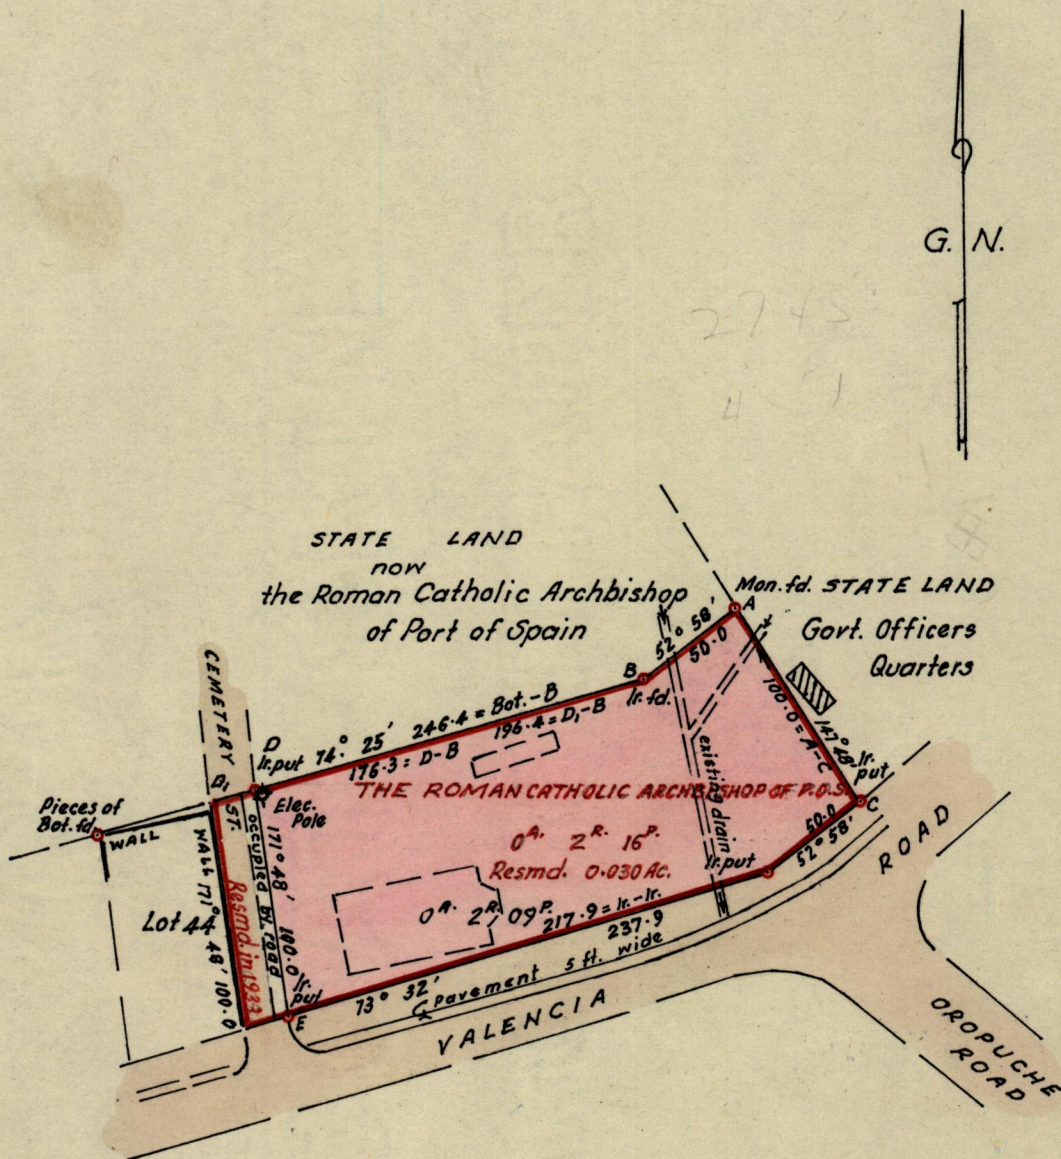 G. N.
2745
STATE LAND
now
the Roman Catholic Archbishop
of Port of Spain
Mon. fd.
STATE LAND
Govt. Officers
Quarters
A
52° 58'
50.0
B
Ir. fd.
100.0 = A-C
147° 48'
Ir.
put
C
CEMETERY
ST.
D
Ir. put
74° 25' 246.4 = Bot.-B
176.3 = D-B
196.4 = D₁-B
D₁
Elec.
Pole
THE ROMAN CATHOLIC ARCHBISHOP OF P.O.S.
existing drain
0A. 2R. 16P.
Resmd. 0.030 Ac.
Ir. put
50.0
52° 58'
Pieces of
Bot. fd.
WALL
WALL 171° 48' 100.0
Resmd. in 1933
occupied by road
171° 48' 100.0
Lot 44
0A. 2R. 09P.
217.9 = Ir.-Ir.
237.9
Ir.
put
E
73° 32'
Pavement 5 ft. wide
VALENCIA
ROAD
OROPUCHE
ROAD